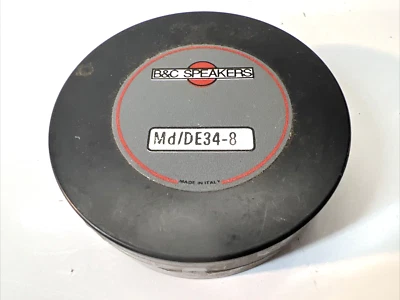 B&C SPEAKERS
Md/DE34-8
MADE IN ITALY